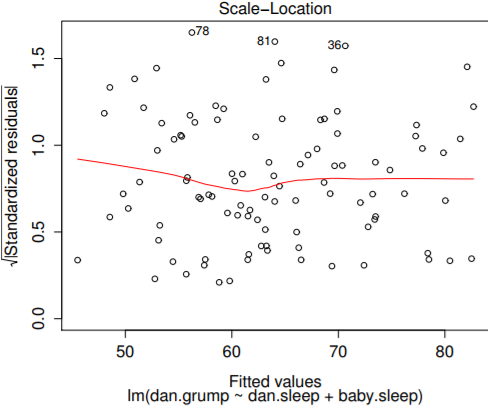 Scale−Location
78
81
36
1.5
1.0
0.5
0.0
√|Standardized residuals|
50 60 70 80
Fitted values
lm(dan.grump ~ dan.sleep + baby.sleep)